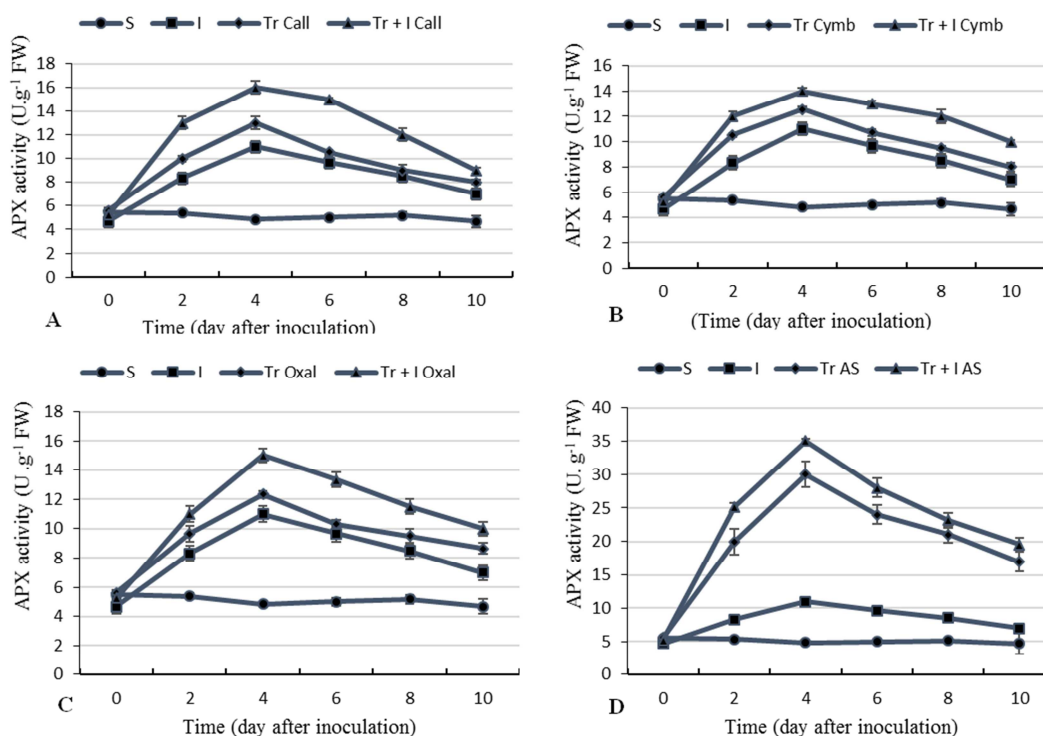 S I Tr Call Tr + I Call
APX activity (U.g-1 FW)
18
16
14
12
10
8
6
4
2
0
0 2 4 6 8 10
A
Time (day after inoculation)
S I Tr Cymb Tr + I Cymb
APX activity (U.g-1 FW)
16
14
12
10
8
6
4
2
0
0 2 4 6 8 10
B
(Time (day after inoculation)
S I Tr Oxal Tr + I Oxal
APX activity (U .g-1 FW)
18
16
14
12
10
8
6
4
2
0
0 2 4 6 8 10
C
Time (day after inoculation)
S I Tr AS Tr + I AS
APX activity (U. g-1 FW)
40
35
30
25
20
15
10
5
0
0 2 4 6 8 10
D
Time (day after inoculation)